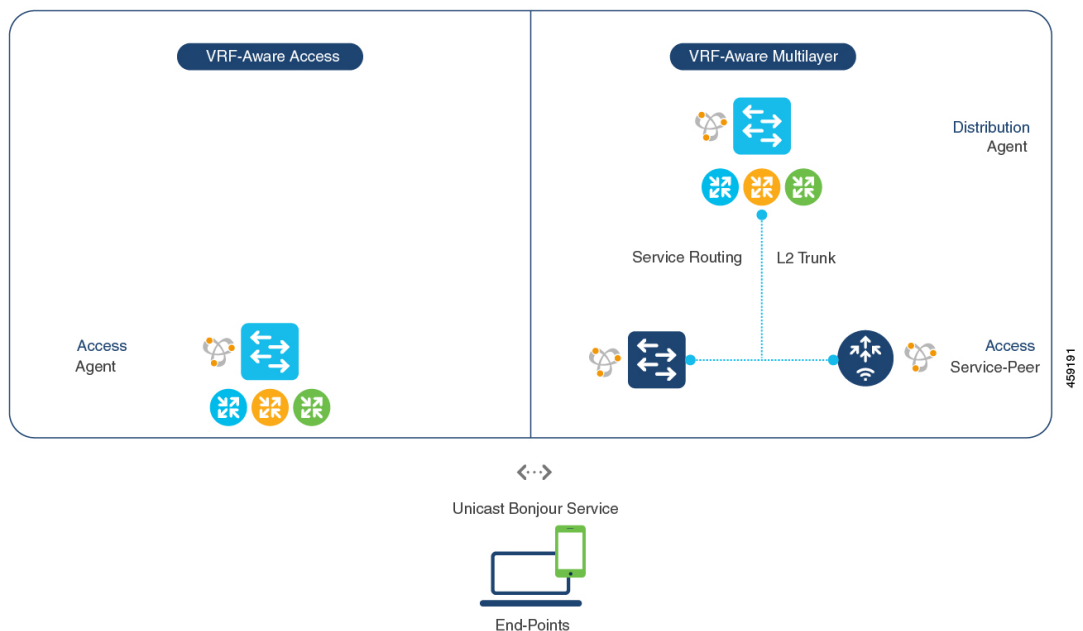 VRF-Aware Access
VRF-Aware Multilayer
Distribution
Agent
Service Routing
L2 Trunk
Access
Agent
Access
Service-Peer
459191
Unicast Bonjour Service
End-Points